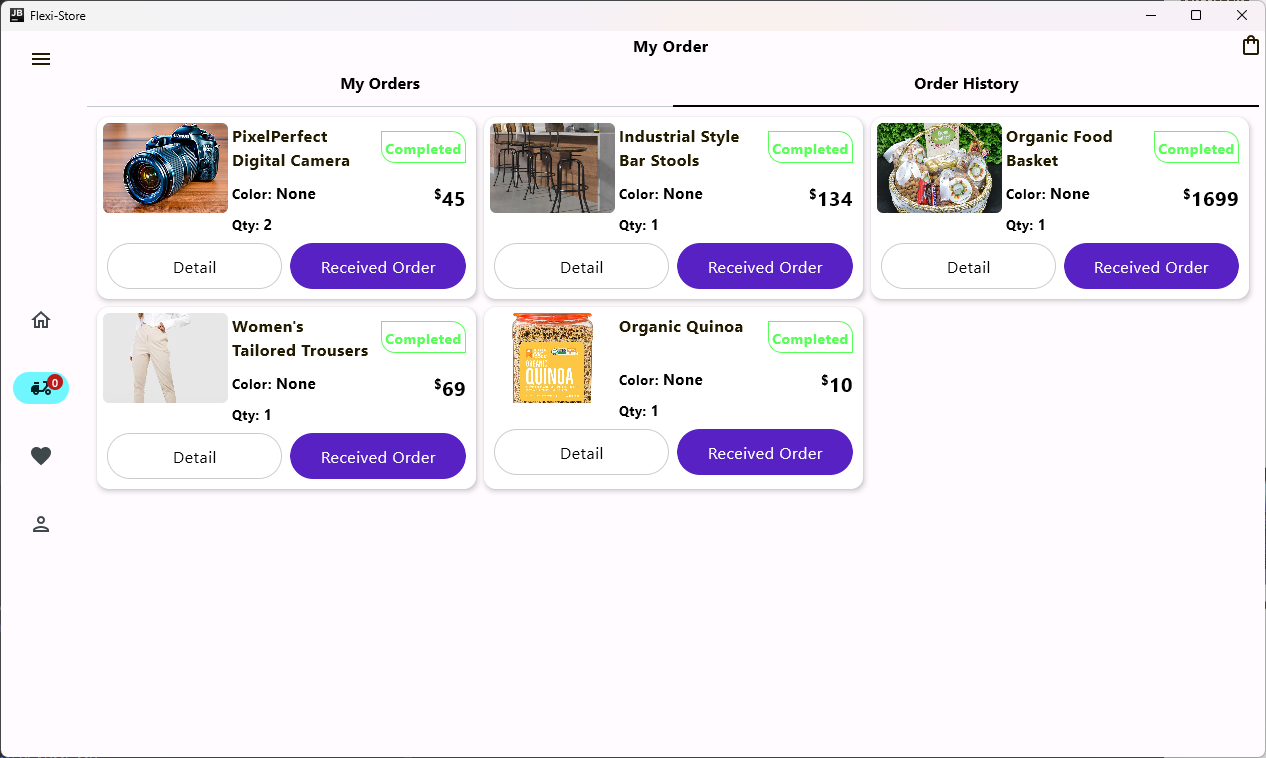 JB Flexi-Store
My Order
My Orders
Order History
PixelPerfect
Digital Camera
Completed
Color: None
$45
Qty: 2
Detail
Received Order
Industrial Style
Bar Stools
Completed
Color: None
$134
Qty: 1
Detail
Received Order
Organic Food
Basket
Completed
Color: None
$1699
Qty: 1
Detail
Received Order
0
Women's
Tailored Trousers
Completed
Color: None
$69
Qty: 1
Detail
Received Order
ORGANIC
QUINOA
Organic Quinoa
Completed
Color: None
$10
Qty: 1
Detail
Received Order